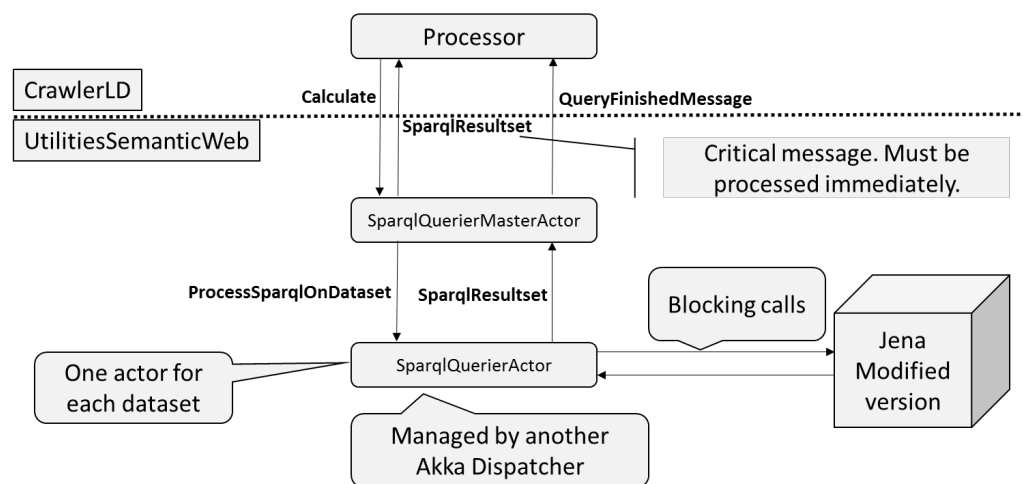 Processor
CrawlerLD
Calculate
QueryFinishedMessage
UtilitiesSemanticWeb
SparqlResultset
Critical message. Must be
processed immediately.
SparqlQuerierMasterActor
ProcessSparqlOnDataset
SparqlResultset
Blocking calls
Jena
Modified
version
SparqlQuerierActor
One actor for
each dataset
Managed by another
Akka Dispatcher